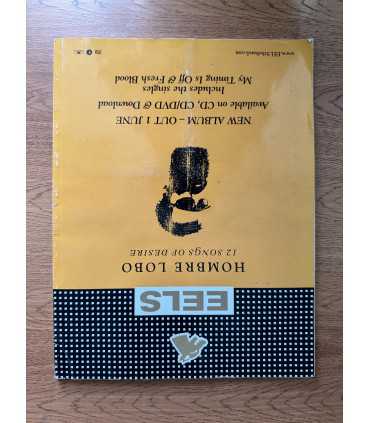 EELS
HOMBRE LOBO
12 SONGS OF DESIRE
NEW ALBUM – OUT 1 JUNE
Available on CD, CD/DVD & Download
Includes the singles
My Timing Is Off & Fresh Blood
www.EELStheband.com